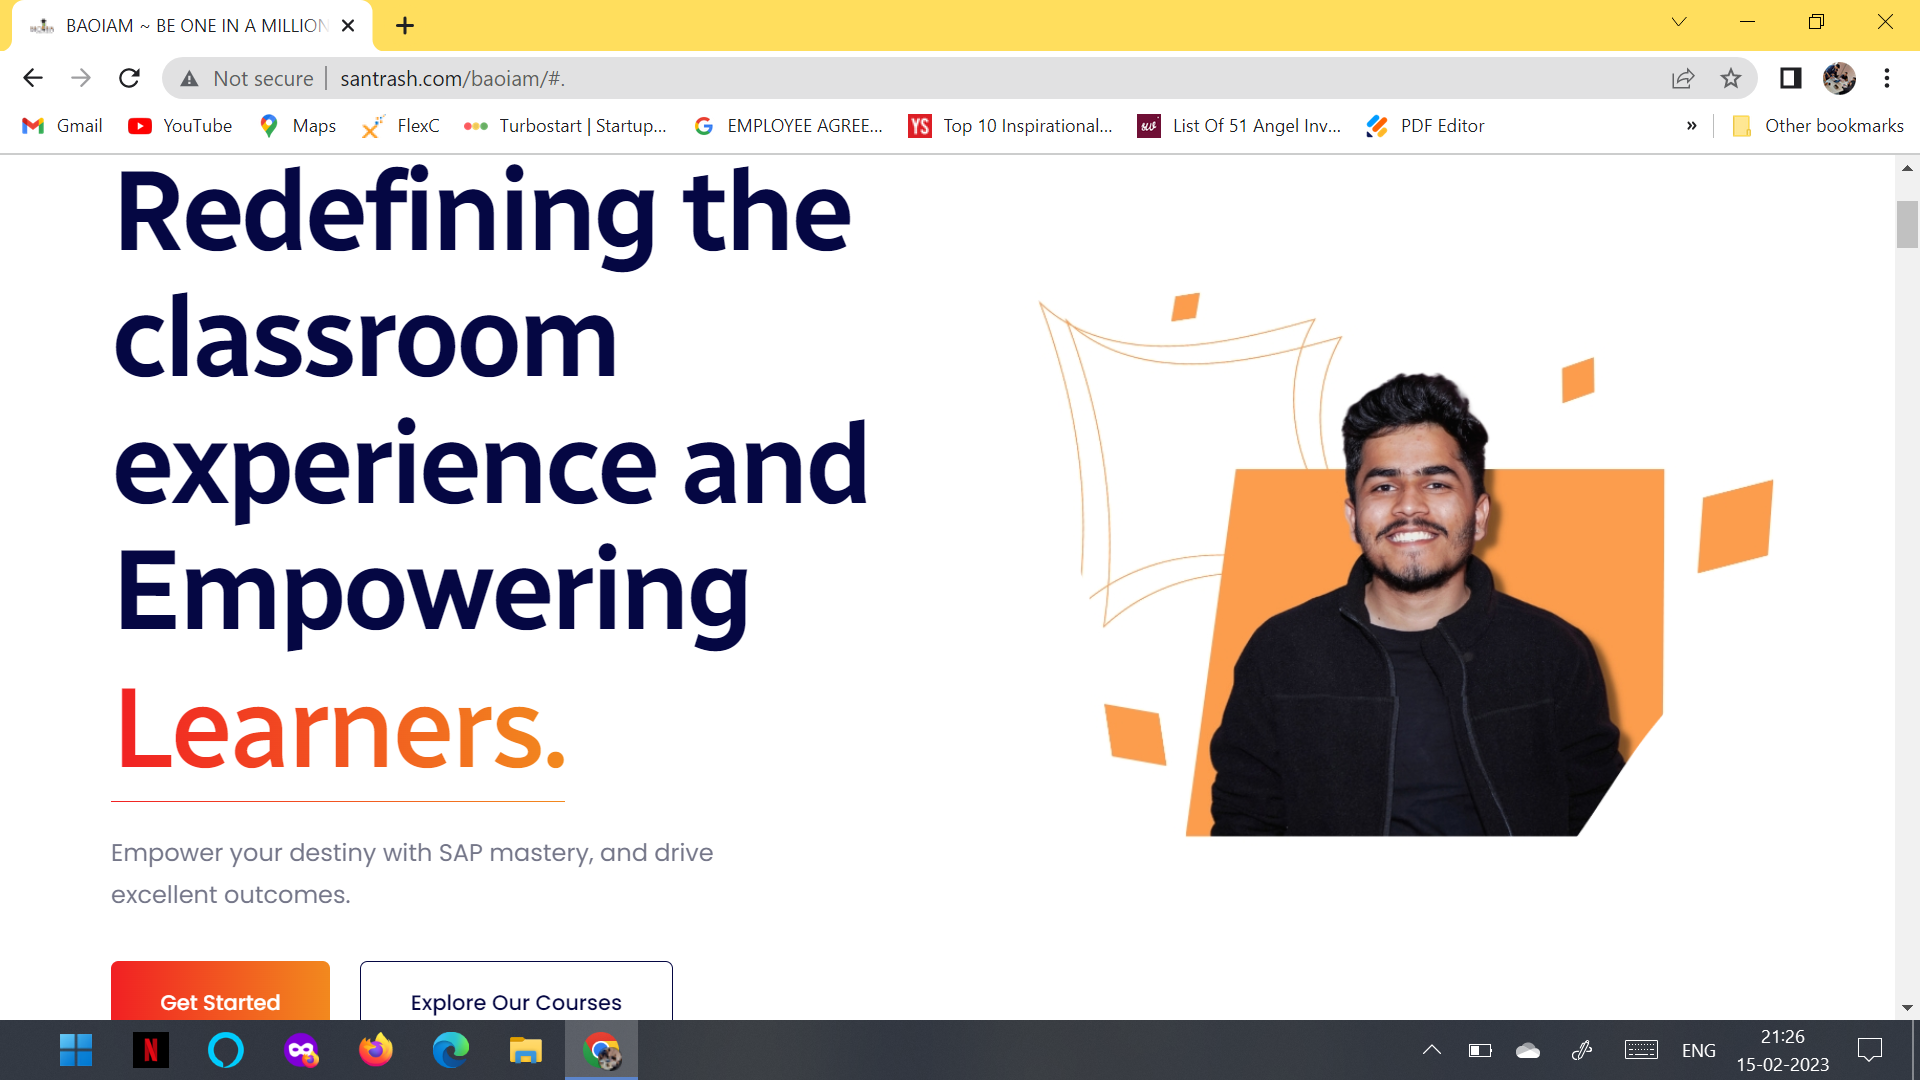 BAOIAM ~ BE ONE IN A MILLION
Not secure santrash.com/baoiam/#.
Gmail YouTube Maps FlexC Turbostart | Startup... EMPLOYEE AGREE... YS Top 10 Inspirational... List Of 51 Angel Inv... PDF Editor » Other bookmarks
Redefining the
classroom
experience and
Empowering
Learners.
Empower your destiny with SAP mastery, and drive
excellent outcomes.
Get Started Explore Our Courses
N ENG 21:26
15-02-2023